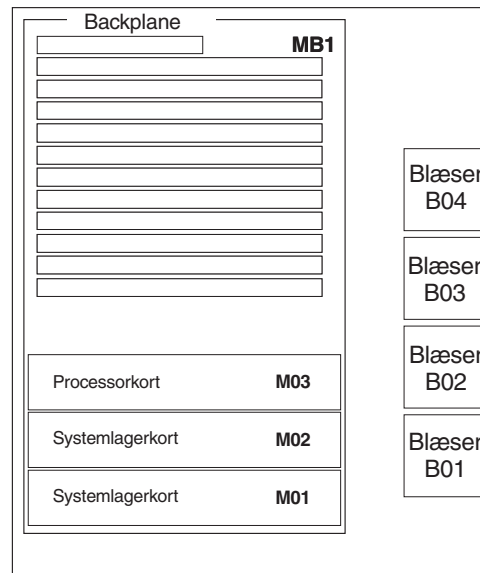 Backplane
MB1
Blæser
B04
Blæser
B03
Blæser
B02
Blæser
B01
Processorkort M03
Systemlagerkort M02
Systemlagerkort M01